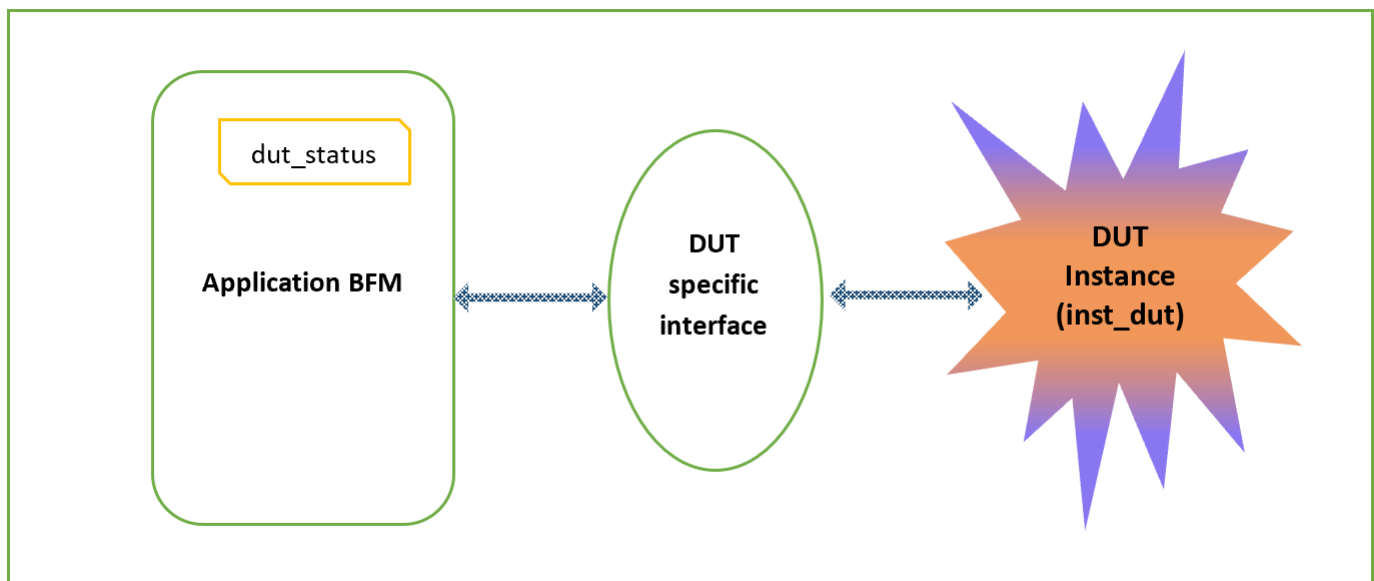 dut_status
Application BFM
DUT
specific
interface
DUT
Instance
(inst_dut)